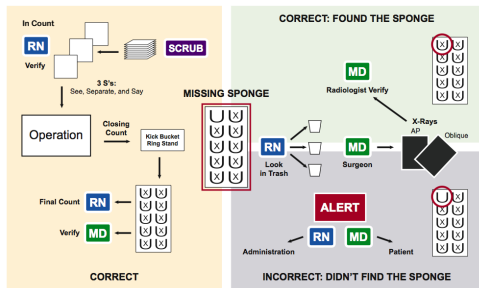 In Count
RN
Verify
SCRUB
3 S's:
See, Separate, and Say
Operation
Closing
Count
Kick Bucket
Ring Stand
Final Count
RN
Verify
MD
X X
X X
X X
X X
X X
CORRECT
MISSING SPONGE
X
X X
X X
X X
X X
CORRECT: FOUND THE SPONGE
MD
Radiologist Verify
X
X X
X X
X X
X X
X-Rays
AP
Oblique
RN
Look
in Trash
MD
Surgeon
ALERT
RN
MD
Administration
Patient
X
X X
X X
X X
X X
INCORRECT: DIDN'T FIND THE SPONGE